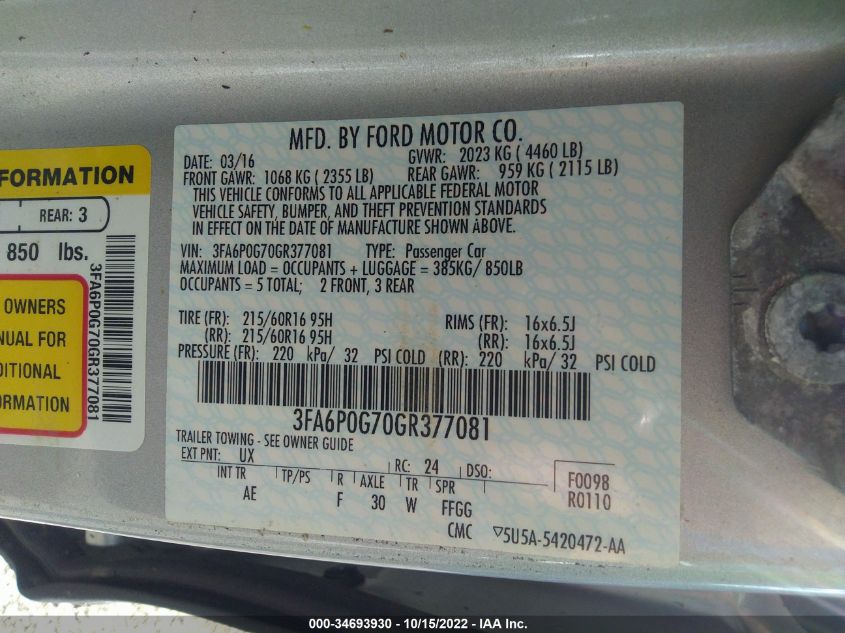 MFD. BY FORD MOTOR CO.
DATE: 03/16 GVWR: 2023 KG ( 4460 LB)
FRONT GAWR: 1068 KG ( 2355 LB) REAR GAWR: 959 KG ( 2115 LB)
THIS VEHICLE CONFORMS TO ALL APPLICABLE FEDERAL MOTOR
VEHICLE SAFETY, BUMPER, AND THEFT PREVENTION STANDARDS
IN EFFECT ON THE DATE OF MANUFACTURE SHOWN ABOVE.
VIN: 3FA6P0G70GR377081 TYPE: Passenger Car
MAXIMUM LOAD = OCCUPANTS + LUGGAGE = 385KG/ 850LB
OCCUPANTS = 5 TOTAL; 2 FRONT, 3 REAR
TIRE (FR): 215/60R16 95H RIMS (FR): 16x6.5J
(RR): 215/60R16 95H (RR): 16x6.5J
PRESSURE (FR): 220 kPa/ 32 PSI COLD (RR): 220 kPa/ 32 PSI COLD
3FA6P0G70GR377081
TRAILER TOWING - SEE OWNER GUIDE
EXT PNT: UX RC: 24 DSO:
INT TR TP/PS R AXLE TR SPR
AE F 30 W FFGG
CMC
F0098
R0110
▽5U5A-5420472-AA
FORMATION
REAR: 3
850 lbs.
OWNERS
NUAL FOR
DITIONAL
FORMATION
3FA6P0G70GR377081
000-34693930 - 10/15/2022 - IAA Inc.